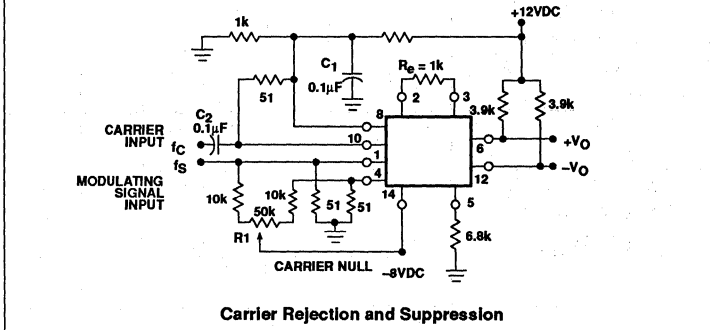 +12VDC
1k
C1
0.1µF
Re = 1k
51
2
3
3.9k
3.9k
C2
0.1µF
8
CARRIER
INPUT
fC
10
6
+VO
fS
1
12
–VO
MODULATING
SIGNAL
INPUT
4
14
5
10k
10k
50k
51
51
R1
6.8k
CARRIER NULL
–8VDC
Carrier Rejection and Suppression